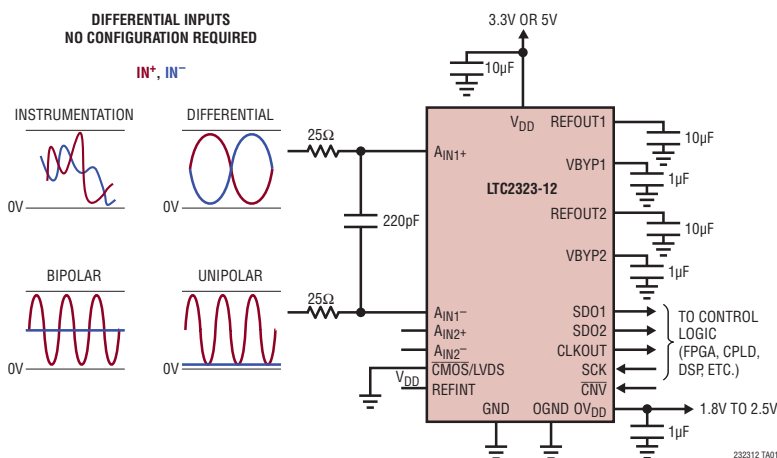 DIFFERENTIAL INPUTS
NO CONFIGURATION REQUIRED
IN+, IN−
INSTRUMENTATION
DIFFERENTIAL
0V
0V
BIPOLAR
UNIPOLAR
0V
0V
25Ω
220pF
25Ω
3.3V OR 5V
10µF
VDD
AIN1+
LTC2323-12
AIN1−
AIN2+
AIN2−
CMOS/LVDS
VDD
REFINT
GND
OGND
OVDD
REFOUT1
10µF
VBYP1
1µF
REFOUT2
10µF
VBYP2
1µF
SDO1
SDO2
CLKOUT
SCK
CNV
TO CONTROL
LOGIC
(FPGA, CPLD,
DSP, ETC.)
1.8V TO 2.5V
1µF
232312 TA01